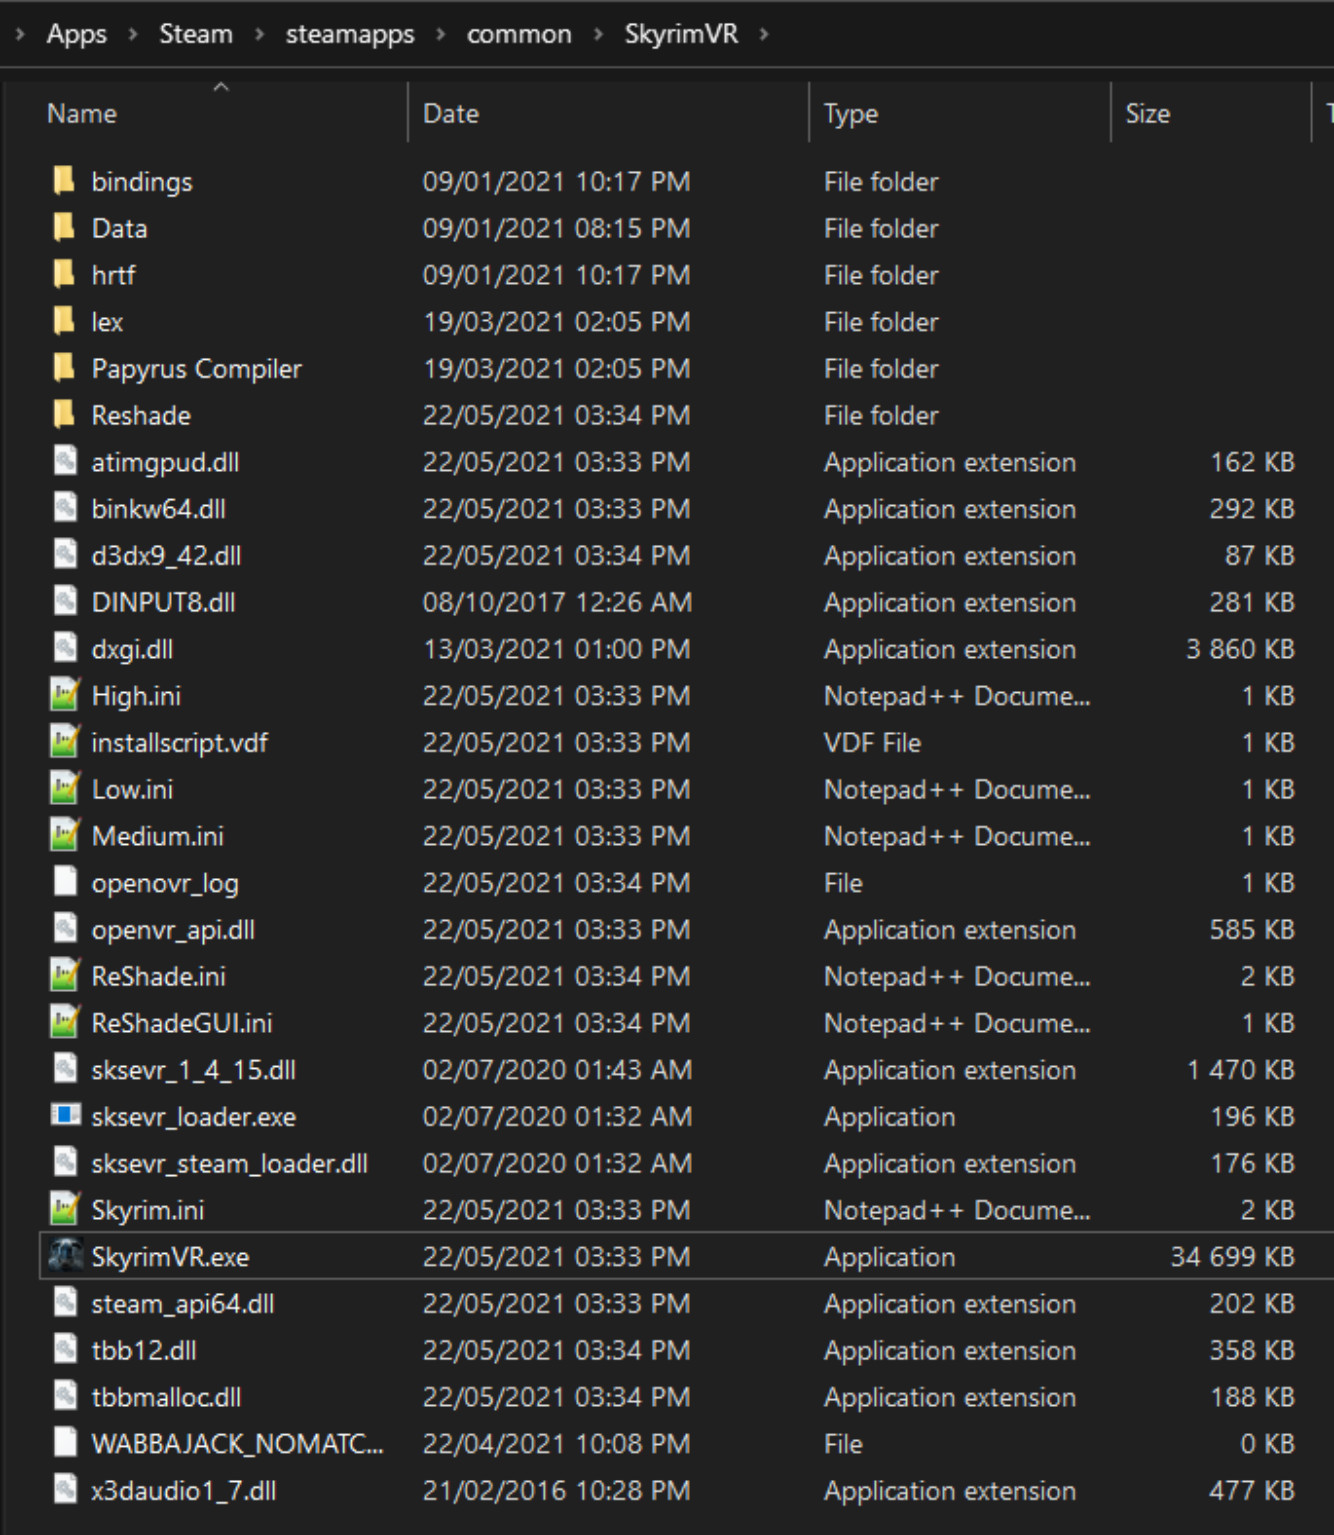 Apps > Steam > steamapps > common > SkyrimVR >
Name Date Type Size
bindings 09/01/2021 10:17 PM File folder
Data 09/01/2021 08:15 PM File folder
hrtf 09/01/2021 10:17 PM File folder
lex 19/03/2021 02:05 PM File folder
Papyrus Compiler 19/03/2021 02:05 PM File folder
Reshade 22/05/2021 03:34 PM File folder
atimgpud.dll 22/05/2021 03:33 PM Application extension 162 KB
binkw64.dll 22/05/2021 03:33 PM Application extension 292 KB
d3dx9_42.dll 22/05/2021 03:34 PM Application extension 87 KB
DINPUT8.dll 08/10/2017 12:26 AM Application extension 281 KB
dxgi.dll 13/03/2021 01:00 PM Application extension 3 860 KB
High.ini 22/05/2021 03:33 PM Notepad++ Docume... 1 KB
installscript.vdf 22/05/2021 03:33 PM VDF File 1 KB
Low.ini 22/05/2021 03:33 PM Notepad++ Docume... 1 KB
Medium.ini 22/05/2021 03:33 PM Notepad++ Docume... 1 KB
openovr_log 22/05/2021 03:34 PM File 1 KB
openvr_api.dll 22/05/2021 03:33 PM Application extension 585 KB
ReShade.ini 22/05/2021 03:34 PM Notepad++ Docume... 2 KB
ReShadeGUI.ini 22/05/2021 03:34 PM Notepad++ Docume... 1 KB
sksevr_1_4_15.dll 02/07/2020 01:43 AM Application extension 1 470 KB
sksevr_loader.exe 02/07/2020 01:32 AM Application 196 KB
sksevr_steam_loader.dll 02/07/2020 01:32 AM Application extension 176 KB
Skyrim.ini 22/05/2021 03:33 PM Notepad++ Docume... 2 KB
SkyrimVR.exe 22/05/2021 03:33 PM Application 34 699 KB
steam_api64.dll 22/05/2021 03:33 PM Application extension 202 KB
tbb12.dll 22/05/2021 03:34 PM Application extension 358 KB
tbbmalloc.dll 22/05/2021 03:34 PM Application extension 188 KB
WABBAJACK_NOMATC... 22/04/2021 10:08 PM File 0 KB
x3daudio1_7.dll 21/02/2016 10:28 PM Application extension 477 KB